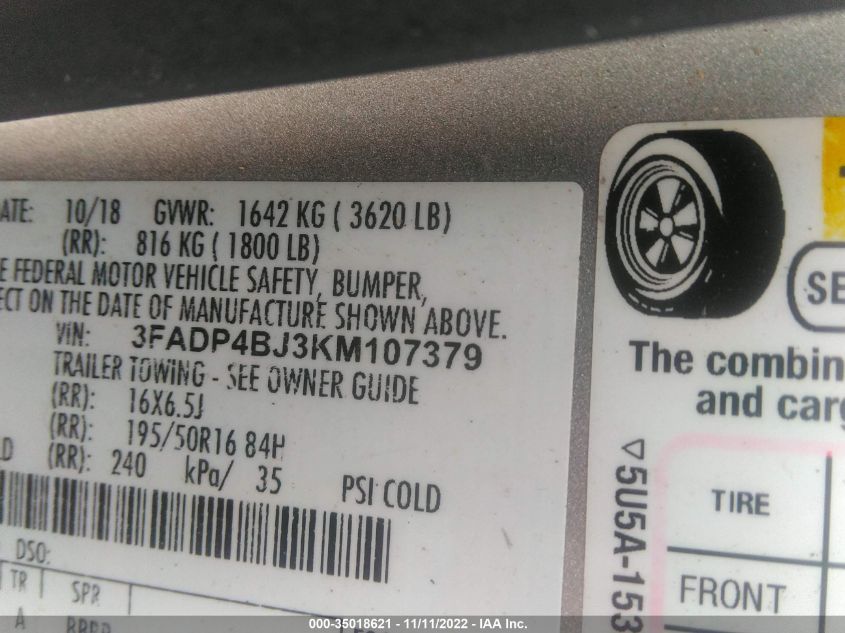 ATE: 10/18 GVWR: 1642 KG ( 3620 LB)
(RR): 816 KG ( 1800 LB)
E FEDERAL MOTOR VEHICLE SAFETY, BUMPER,
ECT ON THE DATE OF MANUFACTURE SHOWN ABOVE.
VIN: 3FADP4BJ3KM107379
TRAILER TOWING - SEE OWNER GUIDE
(RR): 16X6.5J
(RR): 195/50R16 84H
D (RR): 240 kPa/ 35 PSI COLD
DSO:
TR SPR
A
SE
The combin
and carg
▽5U5A-153
TIRE
FRONT
000-35018621 - 11/11/2022 - IAA Inc.